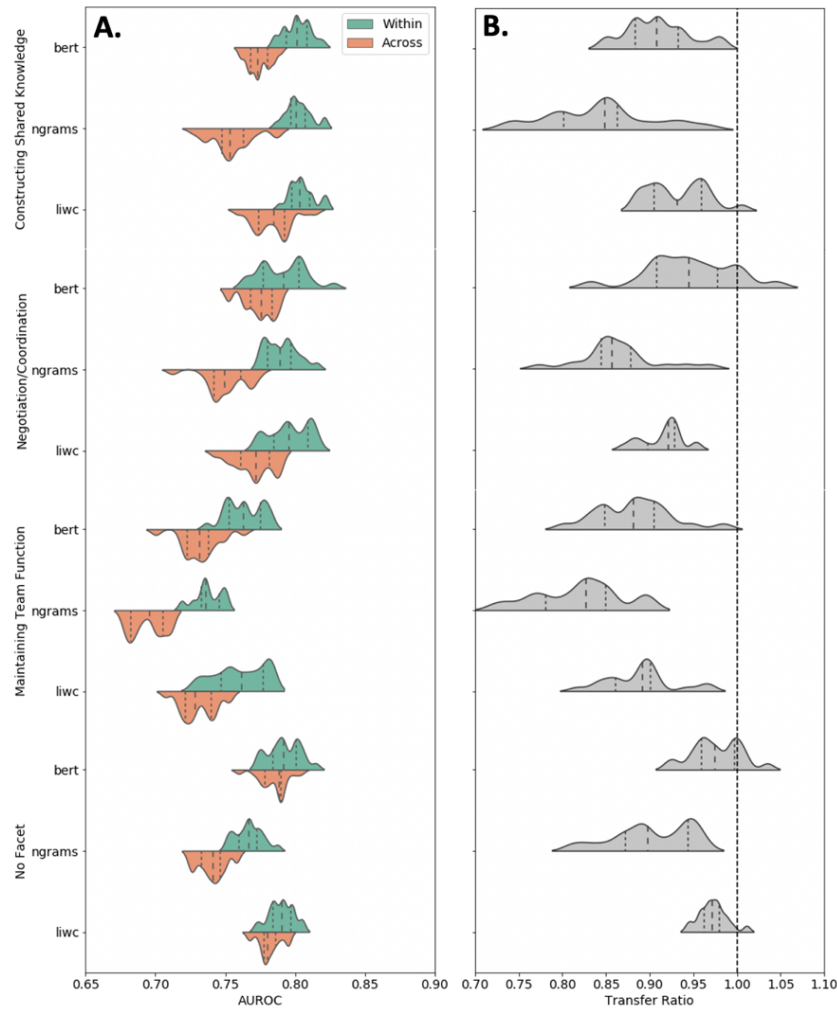 A.
Within
Across
B.
Constructing Shared Knowledge
bert
ngrams
liwc
Negotiation/Coordination
bert
ngrams
liwc
Maintaining Team Function
bert
ngrams
liwc
No Facet
bert
ngrams
liwc
0.65 0.70 0.75 0.80 0.85 0.90
AUROC
0.70 0.75 0.80 0.85 0.90 0.95 1.00 1.05 1.10
Transfer Ratio